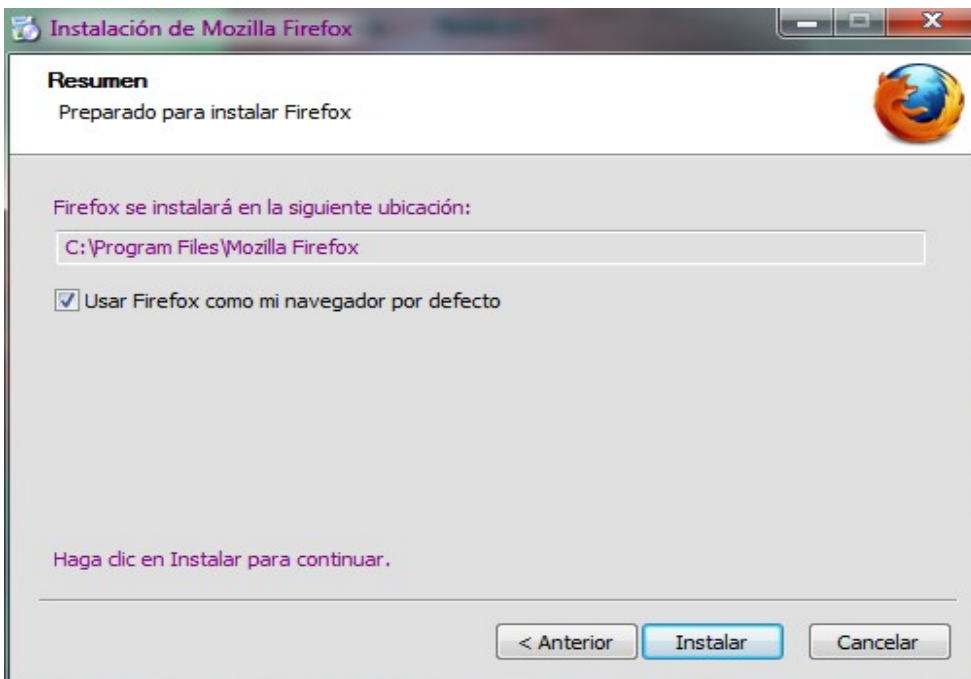 Instalación de Mozilla Firefox
Resumen
Preparado para instalar Firefox
Firefox se instalará en la siguiente ubicación:
C:\Program Files\Mozilla Firefox
Usar Firefox como mi navegador por defecto
Haga clic en Instalar para continuar.
< Anterior Instalar Cancelar